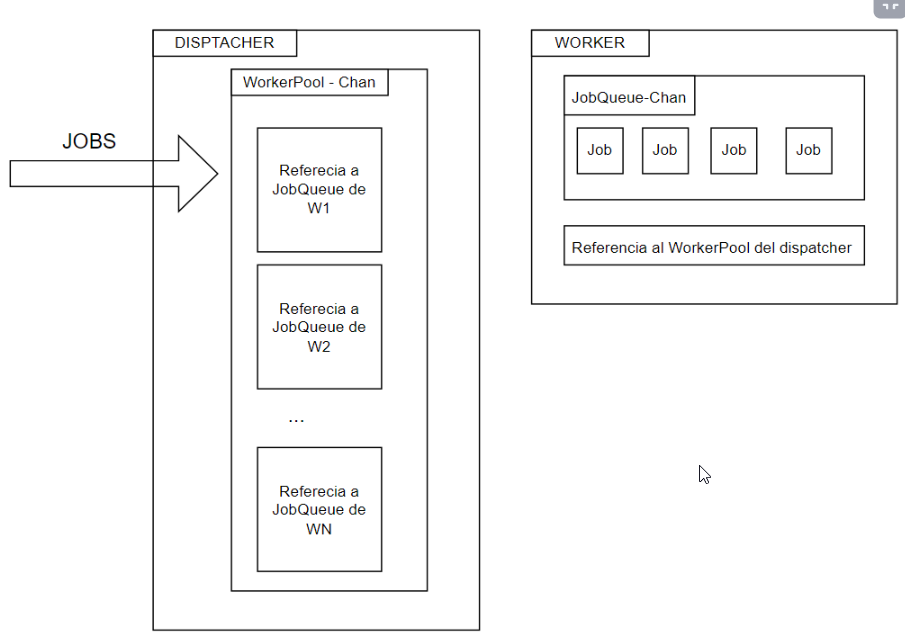 DISPTACHER
WorkerPool - Chan
JOBS
Referecia a
JobQueue de
W1
Referecia a
JobQueue de
W2
...
Referecia a
JobQueue de
WN
WORKER
JobQueue-Chan
Job
Job
Job
Job
Referencia al WorkerPool del dispatcher